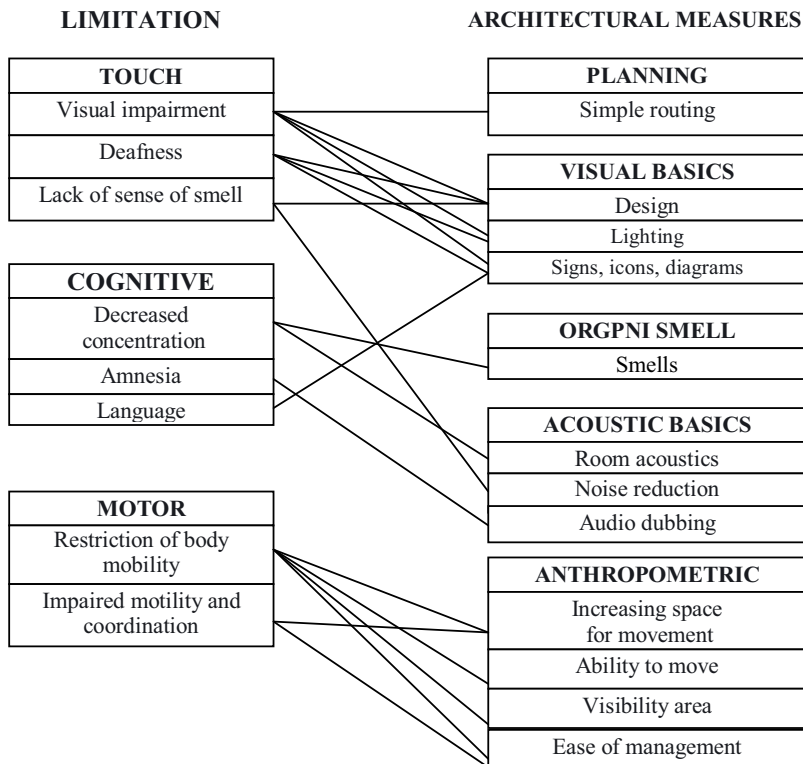 LIMITATION
TOUCH
Visual impairment
Deafness
Lack of sense of smell
COGNITIVE
Decreased
concentration
Amnesia
Language
MOTOR
Restriction of body
mobility
Impaired motility and
coordination
ARCHITECTURAL MEASURES
PLANNING
Simple routing
VISUAL BASICS
Design
Lighting
Signs, icons, diagrams
ORGPNI SMELL
Smells
ACOUSTIC BASICS
Room acoustics
Noise reduction
Audio dubbing
ANTHROPOMETRIC
Increasing space
for movement
Ability to move
Visibility area
Ease of management